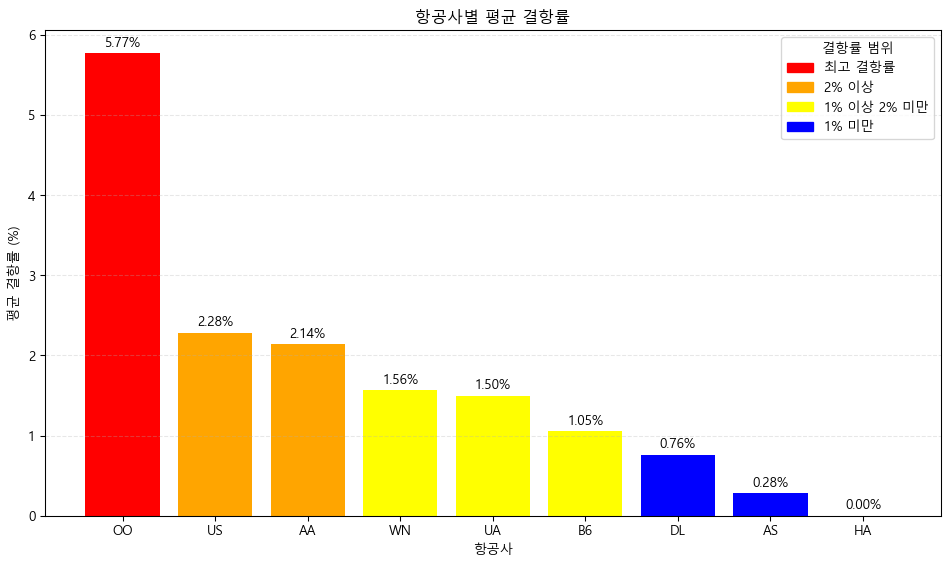 항공사별 평균 결항률
결항률 범위
최고 결항률
2% 이상
1% 이상 2% 미만
1% 미만
평균 결항률 (%)
6
5
4
3
2
1
0
5.77%
2.28%
2.14%
1.56%
1.50%
1.05%
0.76%
0.28%
0.00%
OO US AA WN UA B6 DL AS HA
항공사